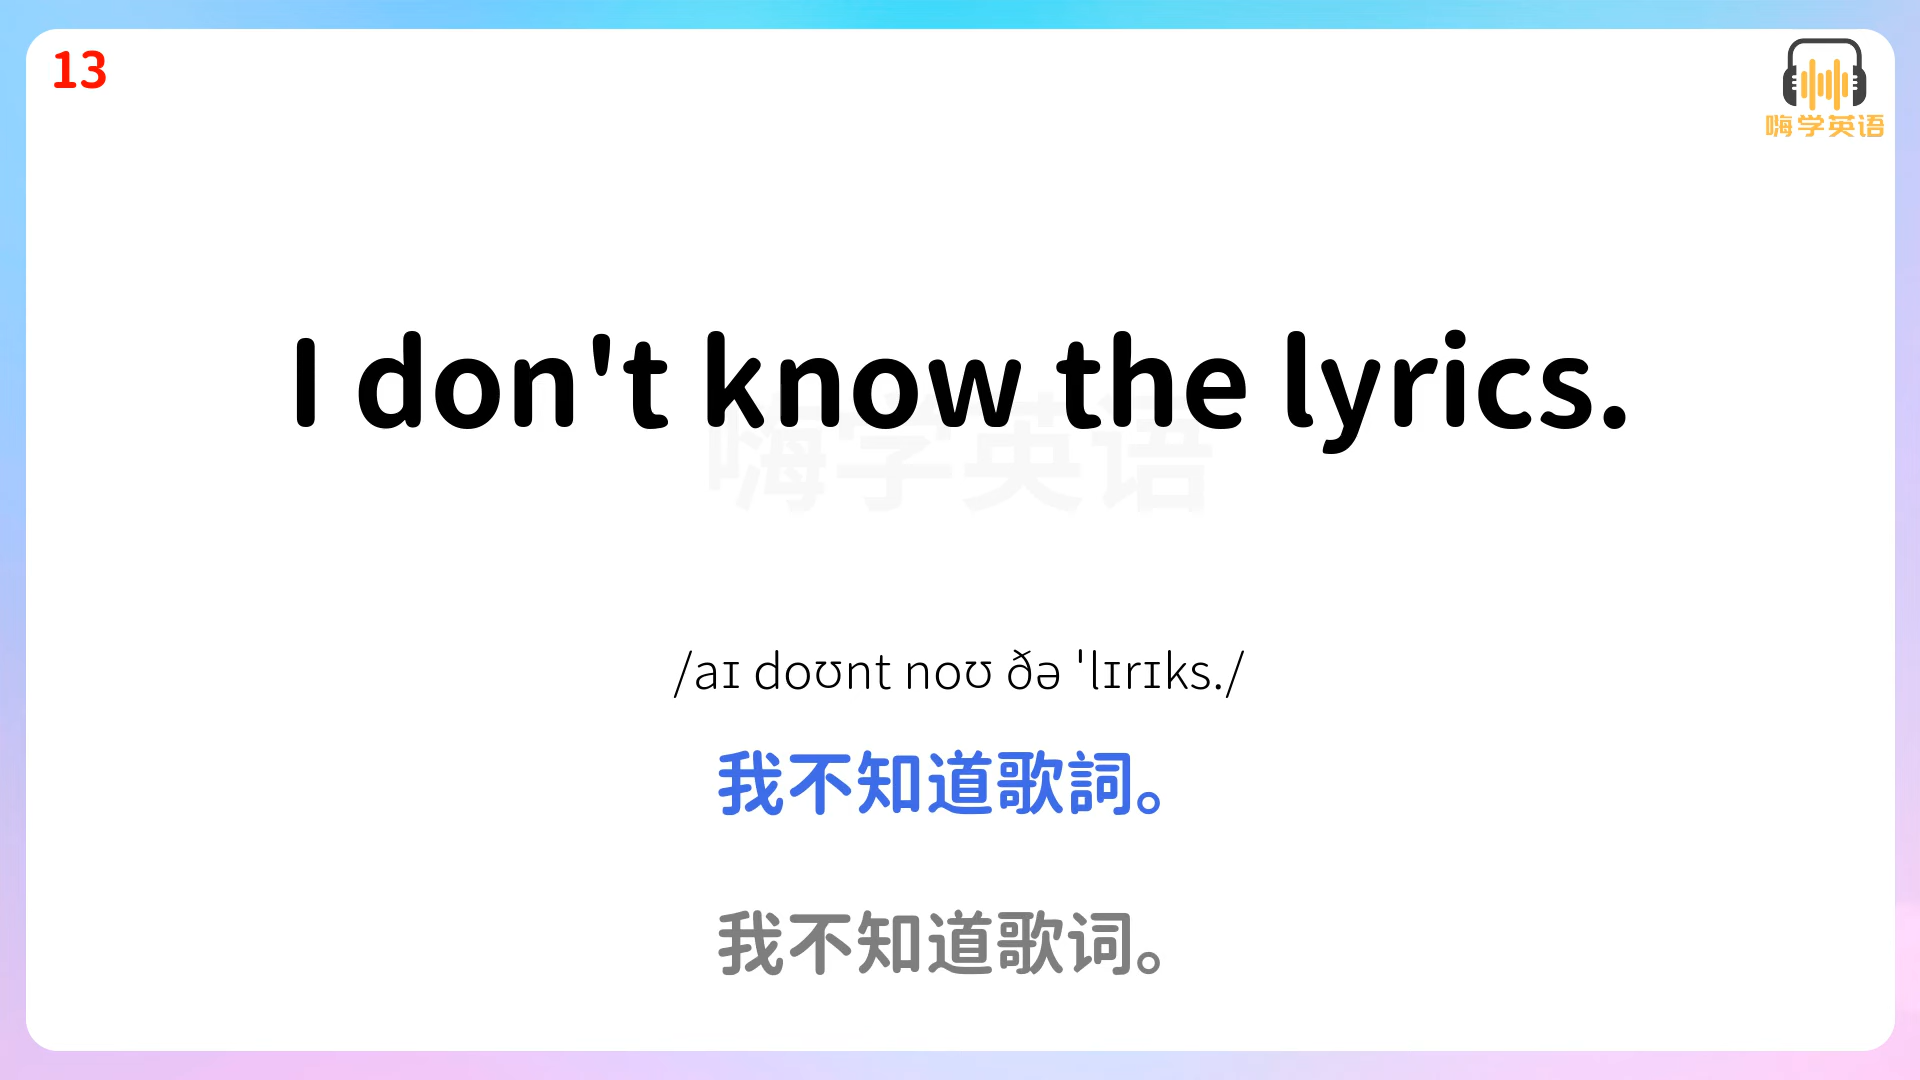 13
嗨学英语
I don't know the lyrics.
嗨学英语
/aɪ doʊnt noʊ ðə ˈlɪrɪks./
我不知道歌詞。
我不知道歌词。